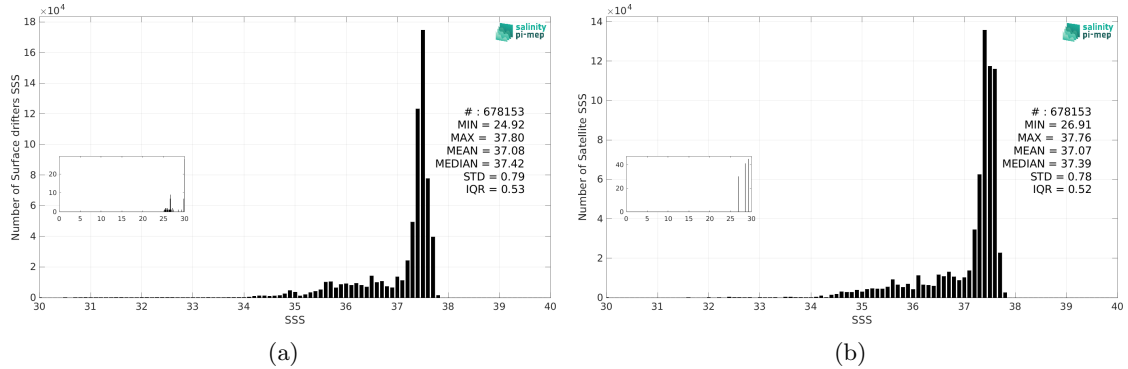 ×10⁴
18
16
14
12
10
8
6
4
2
0
Number of Surface drifters SSS
salinity
pi-mep
# : 678153
MIN = 24.92
MAX = 37.80
MEAN = 37.08
MEDIAN = 37.42
STD = 0.79
IQR = 0.53
20
10
0
0 5 10 15 20 25 30
30 31 32 33 34 35 36 37 38 39 40
SSS
(a)
×10⁴
14
12
10
8
6
4
2
0
Number of Satellite SSS
salinity
pi-mep
# : 678153
MIN = 26.91
MAX = 37.76
MEAN = 37.07
MEDIAN = 37.39
STD = 0.78
IQR = 0.52
40
20
0
0 5 10 15 20 25 30
30 31 32 33 34 35 36 37 38 39 40
SSS
(b)